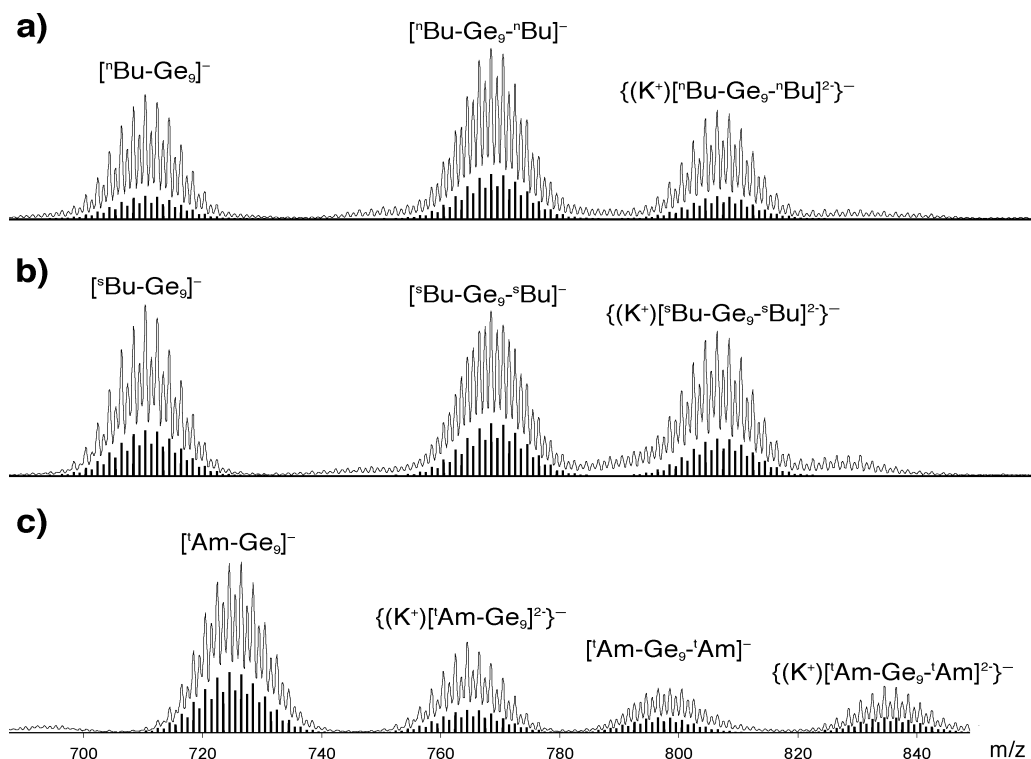 a)
[ⁿBu-Ge₉]⁻
[ⁿBu-Ge₉-ⁿBu]⁻
{(K⁺)[ⁿBu-Ge₉-ⁿBu]²⁻}⁻
b)
[ˢBu-Ge₉]⁻
[ˢBu-Ge₉-ˢBu]⁻
{(K⁺)[ˢBu-Ge₉-ˢBu]²⁻}⁻
c)
[ᵗAm-Ge₉]⁻
{(K⁺)[ᵗAm-Ge₉]²⁻}⁻
[ᵗAm-Ge₉-ᵗAm]⁻
{(K⁺)[ᵗAm-Ge₉-ᵗAm]²⁻}⁻
700 720 740 760 780 800 820 840 m/z